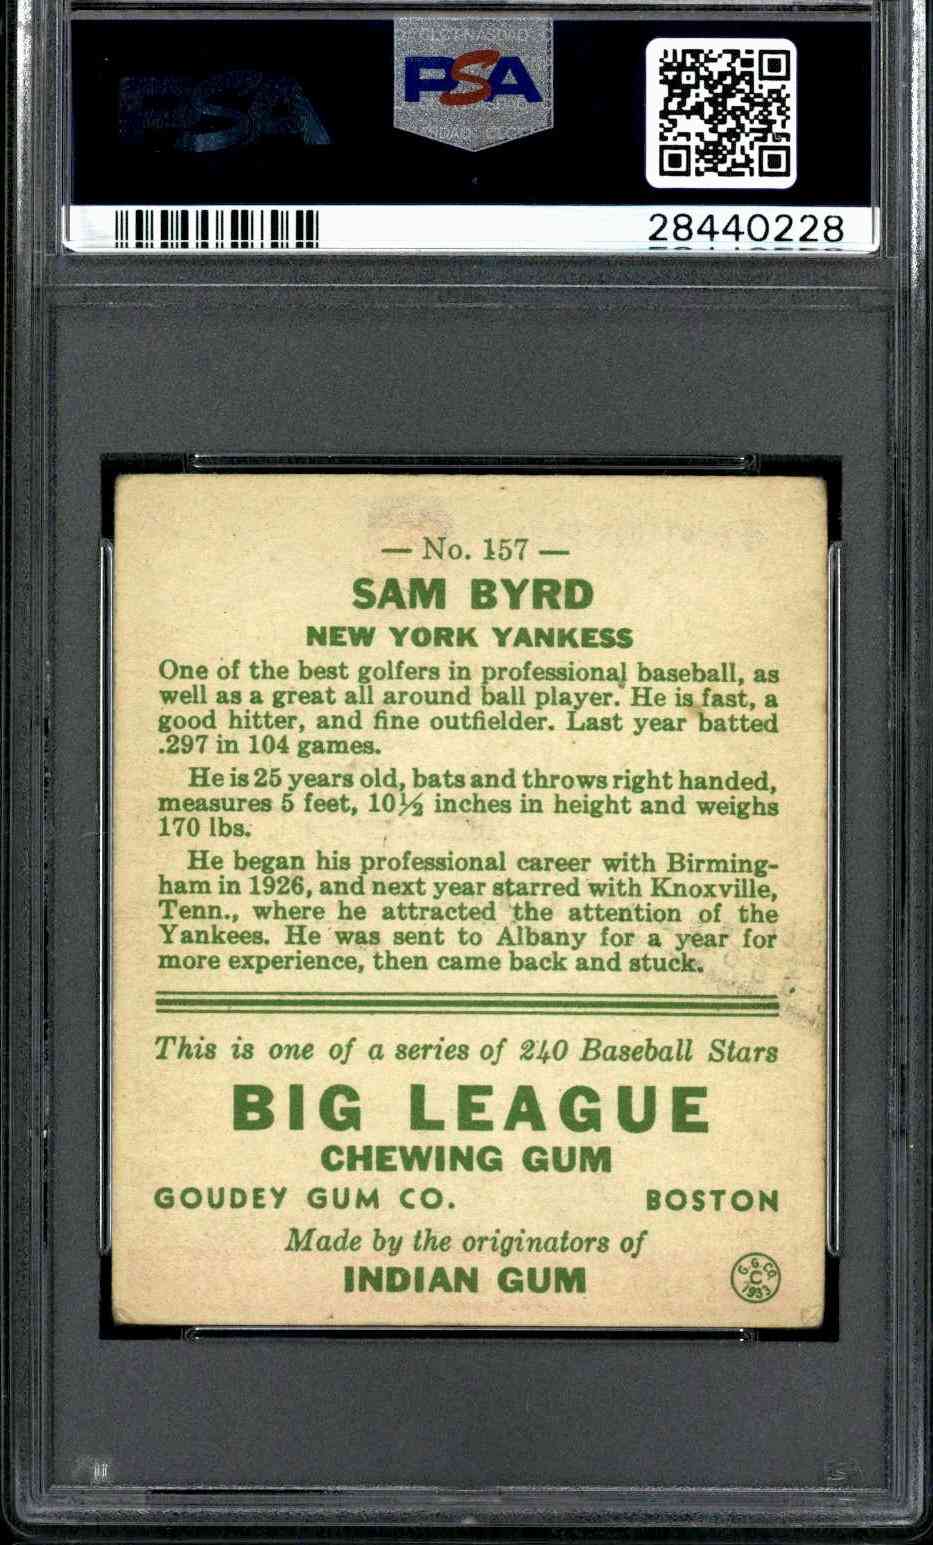 CLCT NASDAQ
PSA
PSA
NASDAQ: CLCT
28440228
— No. 157 —
SAM BYRD
NEW YORK YANKESS
One of the best golfers in professional baseball, as
well as a great all around ball player. He is fast, a
good hitter, and fine outfielder. Last year batted
.297 in 104 games.
He is 25 years old, bats and throws right handed,
measures 5 feet, 10½ inches in height and weighs
170 lbs.
He began his professional career with Birming-
ham in 1926, and next year starred with Knoxville,
Tenn., where he attracted the attention of the
Yankees. He was sent to Albany for a year for
more experience, then came back and stuck.
This is one of a series of 240 Baseball Stars
BIG LEAGUE
CHEWING GUM
GOUDEY GUM CO. BOSTON
Made by the originators of
INDIAN GUM
G. G. CO.
C
1933